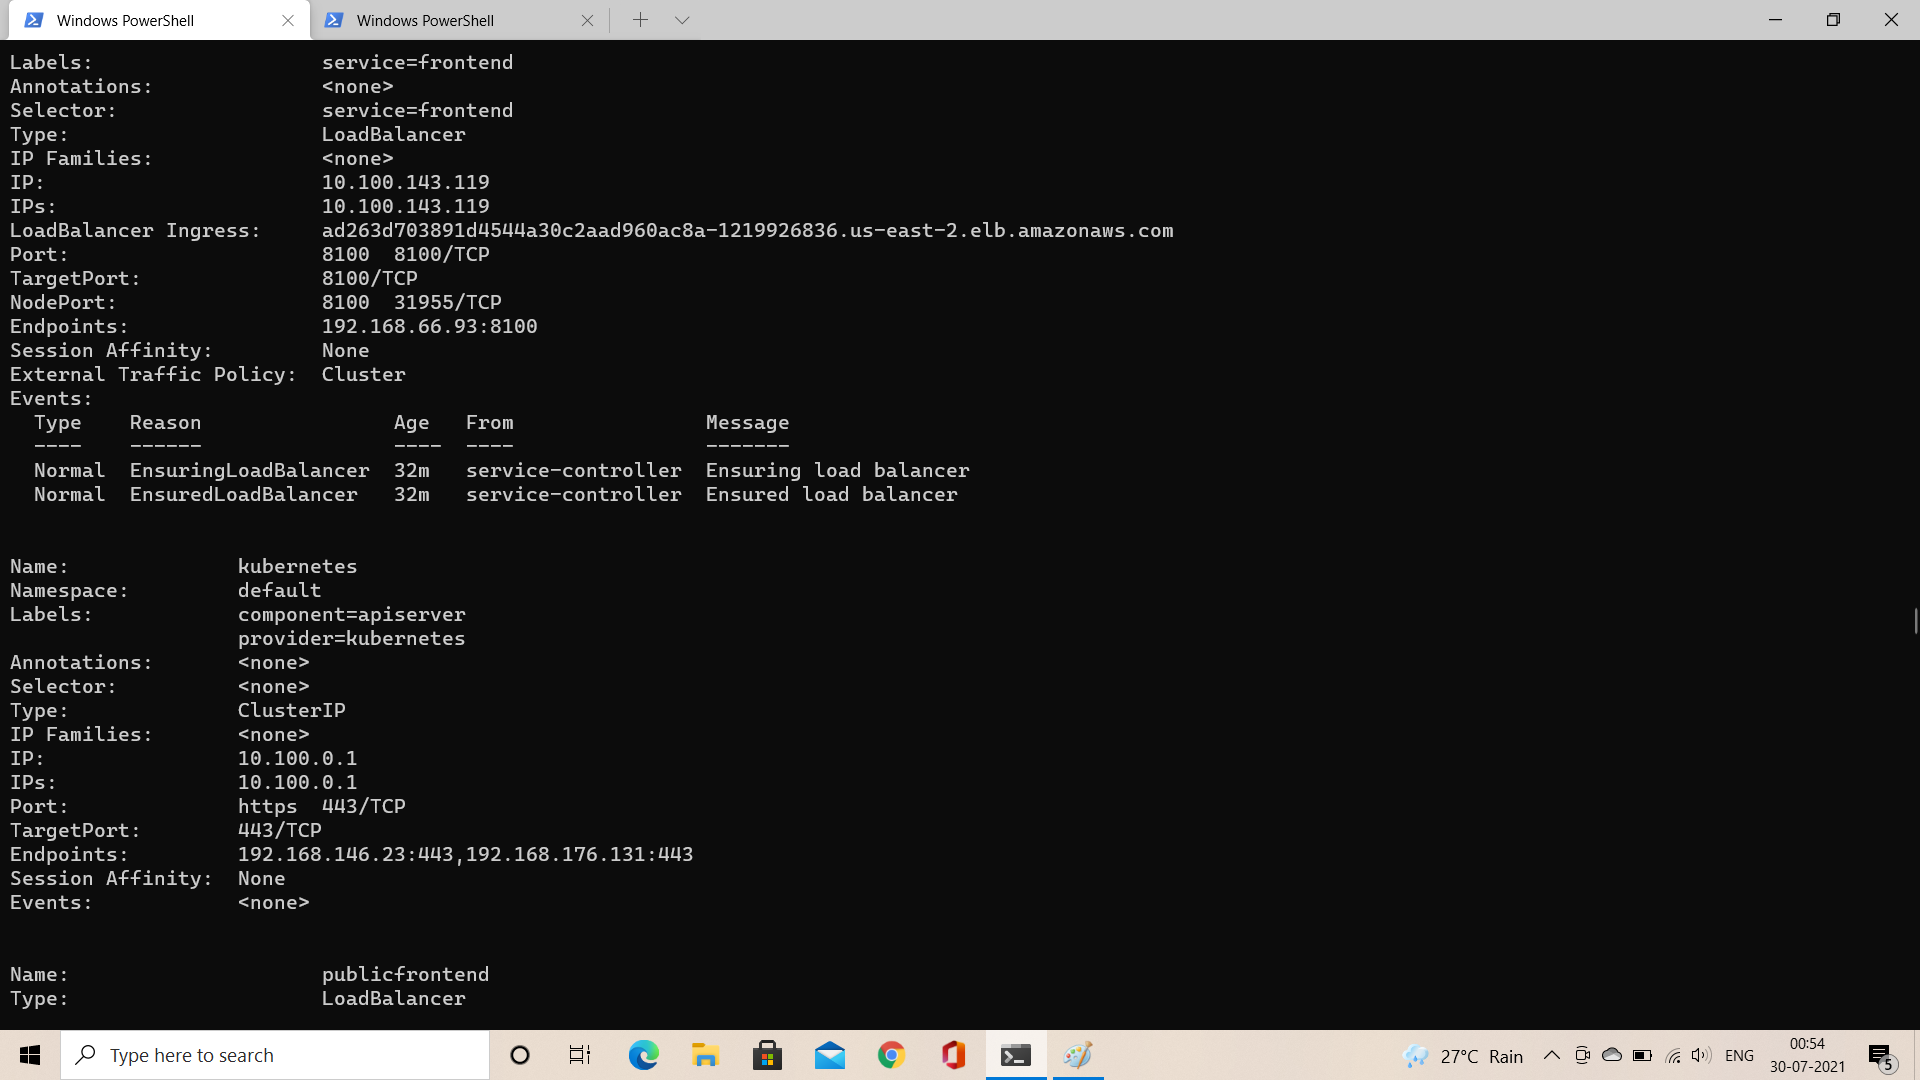 Windows PowerShell
Windows PowerShell
Labels: service=frontend
Annotations: <none>
Selector: service=frontend
Type: LoadBalancer
IP Families: <none>
IP: 10.100.143.119
IPs: 10.100.143.119
LoadBalancer Ingress: ad263d703891d4544a30c2aad960ac8a-1219926836.us-east-2.elb.amazonaws.com
Port: 8100 8100/TCP
TargetPort: 8100/TCP
NodePort: 8100 31955/TCP
Endpoints: 192.168.66.93:8100
Session Affinity: None
External Traffic Policy: Cluster
Events:
Type Reason Age From Message
---- ------ ---- ---- -------
Normal EnsuringLoadBalancer 32m service-controller Ensuring load balancer
Normal EnsuredLoadBalancer 32m service-controller Ensured load balancer
Name: kubernetes
Namespace: default
Labels: component=apiserver
provider=kubernetes
Annotations: <none>
Selector: <none>
Type: ClusterIP
IP Families: <none>
IP: 10.100.0.1
IPs: 10.100.0.1
Port: https 443/TCP
TargetPort: 443/TCP
Endpoints: 192.168.146.23:443,192.168.176.131:443
Session Affinity: None
Events: <none>
Name: publicfrontend
Type: LoadBalancer
Type here to search
27°C Rain
ENG
00:54
30-07-2021
5